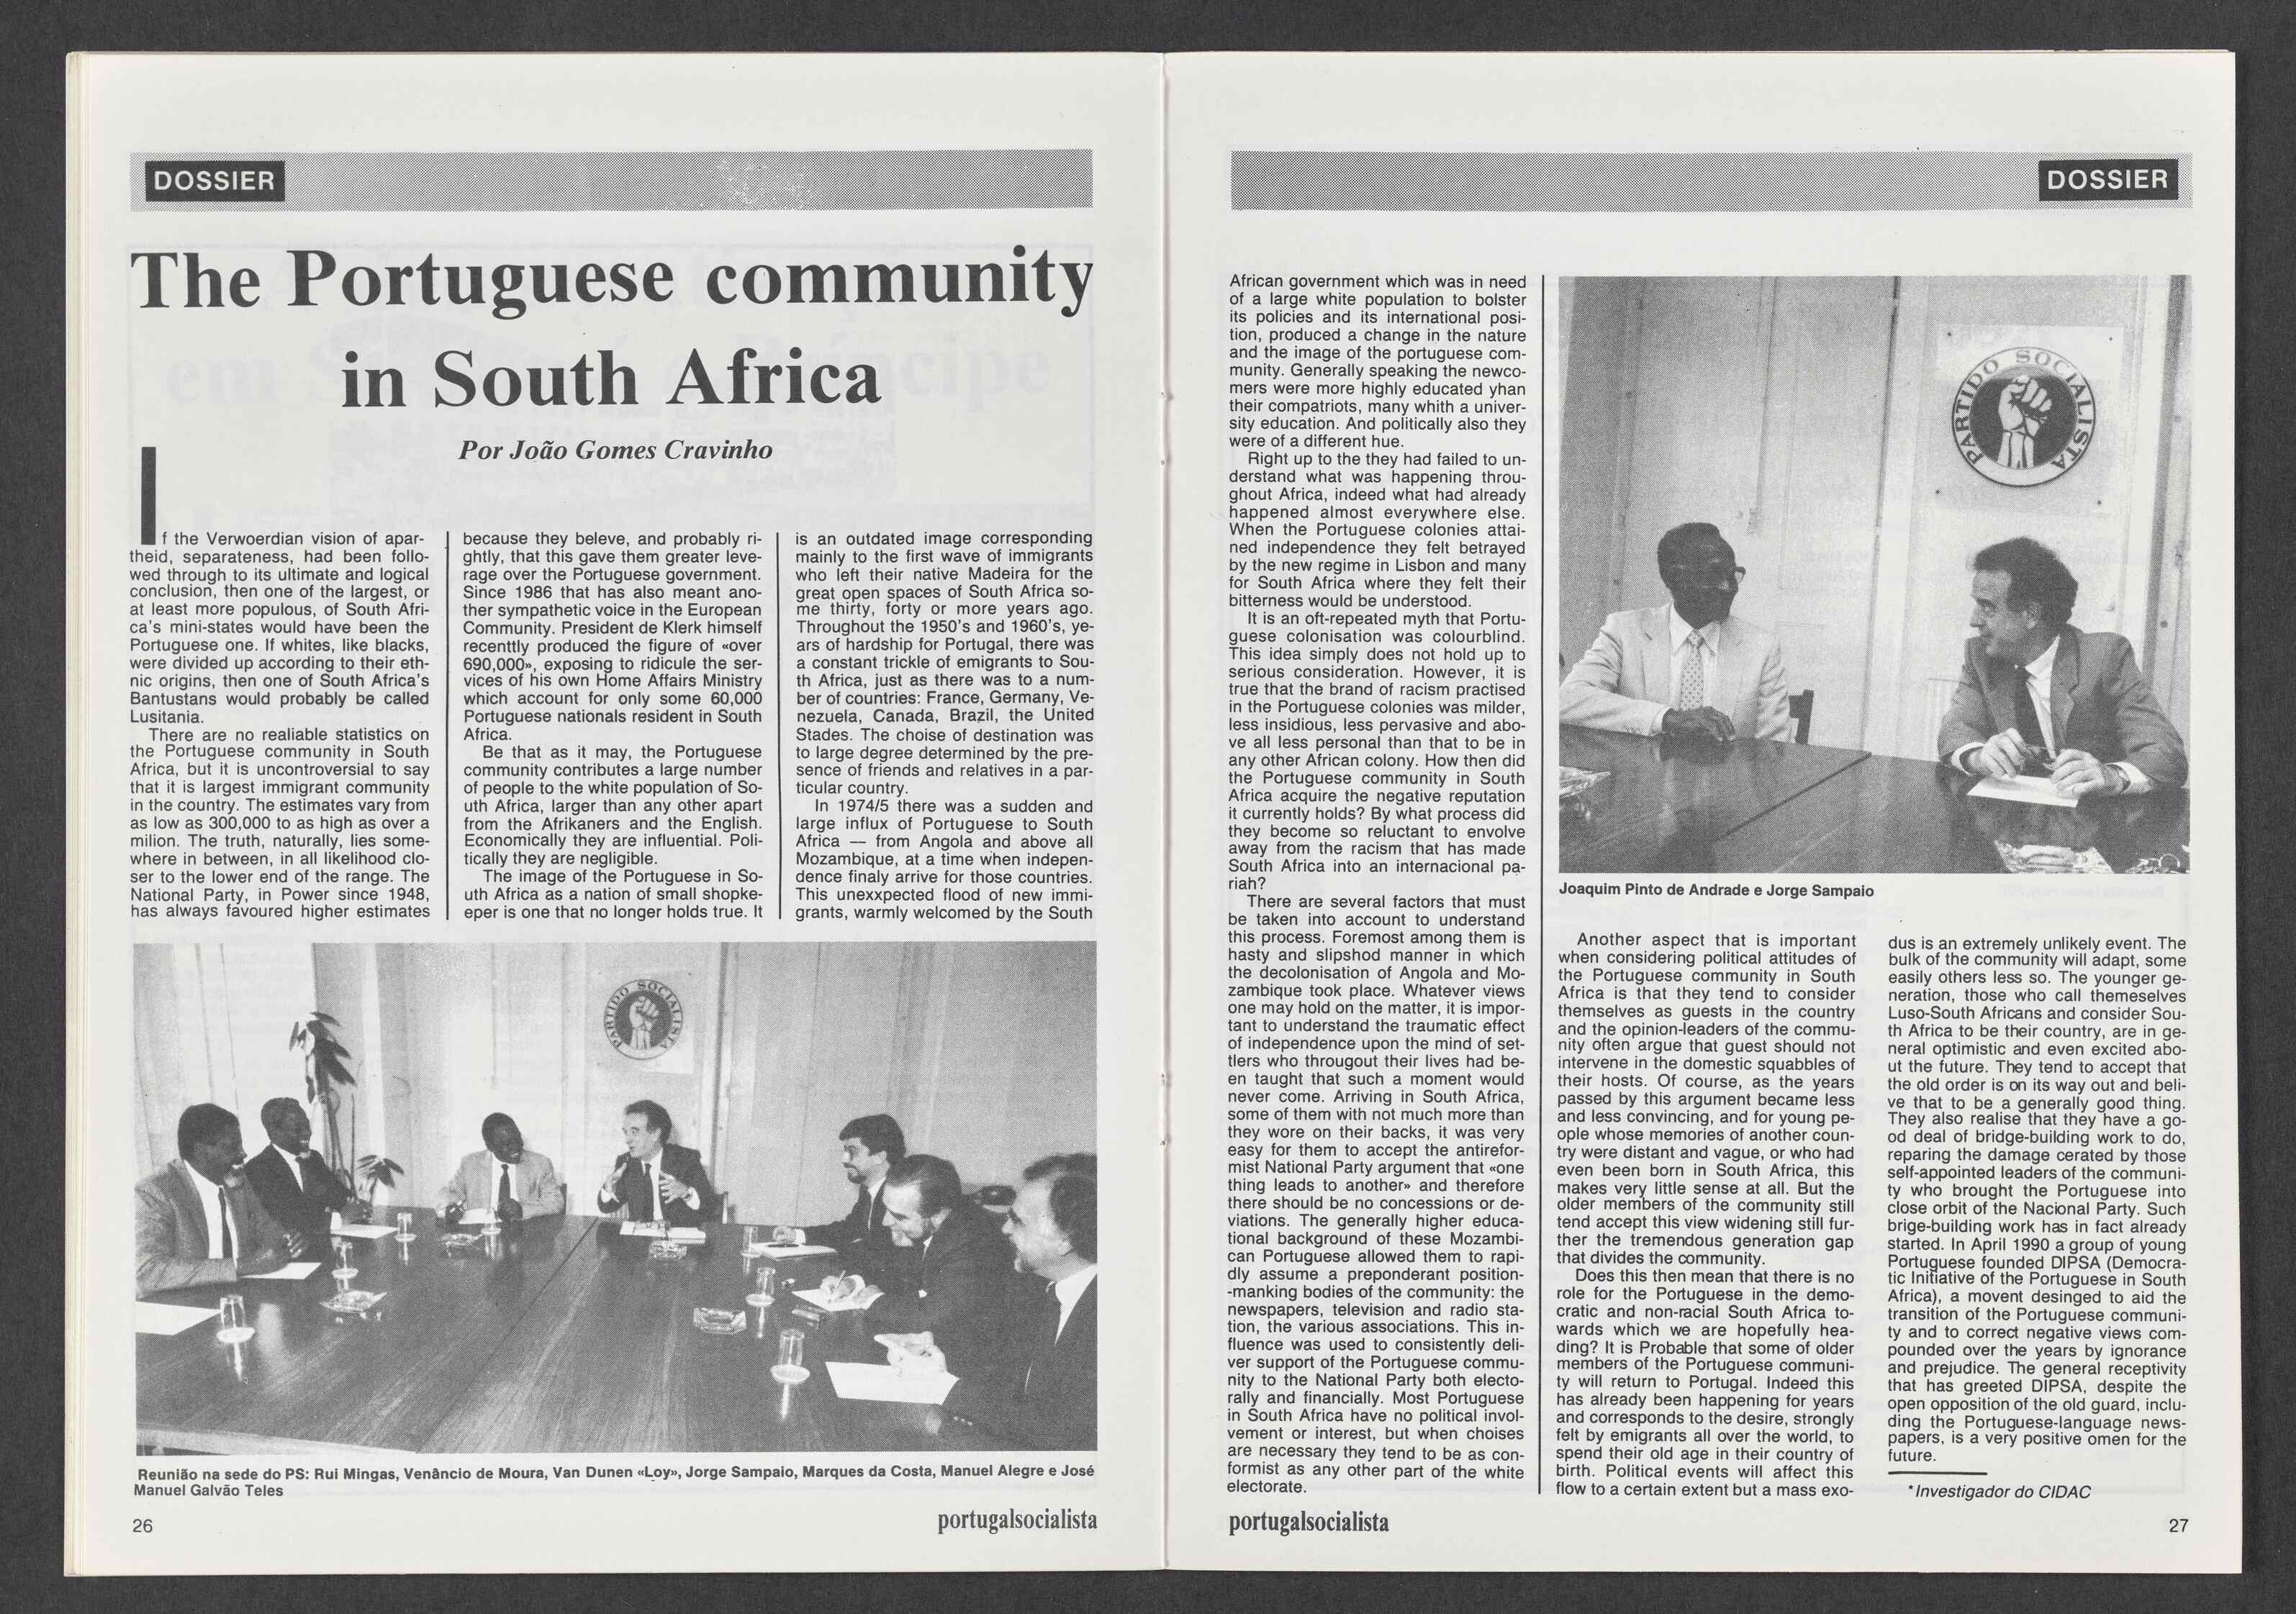 DOSSIER
The Portuguese community
in South Africa
Por João Gomes Cravinho
If the Verwoerdian vision of apar-
theid, separateness, had been follo-
wed through to its ultimate and logical
conclusion, then one of the largest, or
at least more populous, of South Afri-
ca's mini-states would have been the
Portuguese one. If whites, like blacks,
were divided up according to their eth-
nic origins, then one of South Africa's
Bantustans would probably be called
Lusitania.
There are no realiable statistics on
the Portuguese community in South
Africa, but it is uncontroversial to say
that it is largest immigrant community
in the country. The estimates vary from
as low as 300,000 to as high as over a
milion. The truth, naturally, lies some-
where in between, in all likelihood clo-
ser to the lower end of the range. The
National Party, in Power since 1948,
has always favoured higher estimates
because they beleve, and probably ri-
ghtly, that this gave them greater leve-
rage over the Portuguese government.
Since 1986 that has also meant ano-
ther sympathetic voice in the European
Community. President de Klerk himself
recenttly produced the figure of «over
690,000», exposing to ridicule the ser-
vices of his own Home Affairs Ministry
which account for only some 60,000
Portuguese nationals resident in South
Africa.
Be that as it may, the Portuguese
community contributes a large number
of people to the white population of So-
uth Africa, larger than any other apart
from the Afrikaners and the English.
Economically they are influential. Poli-
tically they are negligible.
The image of the Portuguese in So-
uth Africa as a nation of small shopke-
eper is one that no longer holds true. It
is an outdated image corresponding
mainly to the first wave of immigrants
who left their native Madeira for the
great open spaces of South Africa so-
me thirty, forty or more years ago.
Throughout the 1950's and 1960's, ye-
ars of hardship for Portugal, there was
a constant trickle of emigrants to Sou-
th Africa, just as there was to a num-
ber of countries: France, Germany, Ve-
nezuela, Canada, Brazil, the United
Stades. The choise of destination was
to large degree determined by the pre-
sence of friends and relatives in a par-
ticular country.
In 1974/5 there was a sudden and
large influx of Portuguese to South
Africa — from Angola and above all
Mozambique, at a time when indepen-
dence finaly arrive for those countries.
This unexxpected flood of new immi-
grants, warmly welcomed by the South
PARTIDO SOCIALISTA
Reunião na sede do PS: Rui Mingas, Venâncio de Moura, Van Dunen «Loy», Jorge Sampaio, Marques da Costa, Manuel Alegre e José
Manuel Galvão Teles
26
portugalsocialista
DOSSIER
African government which was in need
of a large white population to bolster
its policies and its international posi-
tion, produced a change in the nature
and the image of the portuguese com-
munity. Generally speaking the newco-
mers were more highly educated yhan
their compatriots, many whith a univer-
sity education. And politically also they
were of a different hue.
Right up to the they had failed to un-
derstand what was happening throu-
ghout Africa, indeed what had already
happened almost everywhere else.
When the Portuguese colonies attai-
ned independence they felt betrayed
by the new regime in Lisbon and many
for South Africa where they felt their
bitterness would be understood.
It is an oft-repeated myth that Portu-
guese colonisation was colourblind.
This idea simply does not hold up to
serious consideration. However, it is
true that the brand of racism practised
in the Portuguese colonies was milder,
less insidious, less pervasive and abo-
ve all less personal than that to be in
any other African colony. How then did
the Portuguese community in South
Africa acquire the negative reputation
it currently holds? By what process did
they become so reluctant to envolve
away from the racism that has made
South Africa into an internacional pa-
riah?
There are several factors that must
be taken into account to understand
this process. Foremost among them is
hasty and slipshod manner in which
the decolonisation of Angola and Mo-
zambique took place. Whatever views
one may hold on the matter, it is impor-
tant to understand the traumatic effect
of independence upon the mind of set-
tlers who througout their lives had be-
en taught that such a moment would
never come. Arriving in South Africa,
some of them with not much more than
they wore on their backs, it was very
easy for them to accept the antirefor-
mist National Party argument that «one
thing leads to another» and therefore
there should be no concessions or de-
viations. The generally higher educa-
tional background of these Mozambi-
can Portuguese allowed them to rapi-
dly assume a preponderant position-
-manking bodies of the community: the
newspapers, television and radio sta-
tion, the various associations. This in-
fluence was used to consistently deli-
ver support of the Portuguese commu-
nity to the National Party both electo-
rally and financially. Most Portuguese
in South Africa have no political invol-
vement or interest, but when choises
are necessary they tend to be as con-
formist as any other part of the white
electorate.
PARTIDO SOCIALISTA
Joaquim Pinto de Andrade e Jorge Sampaio
Another aspect that is important
when considering political attitudes of
the Portuguese community in South
Africa is that they tend to consider
themselves as guests in the country
and the opinion-leaders of the commu-
nity often argue that guest should not
intervene in the domestic squabbles of
their hosts. Of course, as the years
passed by this argument became less
and less convincing, and for young pe-
ople whose memories of another coun-
try were distant and vague, or who had
even been born in South Africa, this
makes very little sense at all. But the
older members of the community still
tend accept this view widening still fur-
ther the tremendous generation gap
that divides the community.
Does this then mean that there is no
role for the Portuguese in the demo-
cratic and non-racial South Africa to-
wards which we are hopefully hea-
ding? It is Probable that some of older
members of the Portuguese communi-
ty will return to Portugal. Indeed this
has already been happening for years
and corresponds to the desire, strongly
felt by emigrants all over the world, to
spend their old age in their country of
birth. Political events will affect this
flow to a certain extent but a mass exo-
dus is an extremely unlikely event. The
bulk of the community will adapt, some
easily others less so. The younger ge-
neration, those who call themeselves
Luso-South Africans and consider Sou-
th Africa to be their country, are in ge-
neral optimistic and even excited abo-
ut the future. They tend to accept that
the old order is on its way out and beli-
ve that to be a generally good thing.
They also realise that they have a go-
od deal of bridge-building work to do,
reparing the damage cerated by those
self-appointed leaders of the communi-
ty who brought the Portuguese into
close orbit of the Nacional Party. Such
brige-building work has in fact already
started. In April 1990 a group of young
Portuguese founded DIPSA (Democra-
tic Initiative of the Portuguese in South
Africa), a movent desinged to aid the
transition of the Portuguese communi-
ty and to correct negative views com-
pounded over the years by ignorance
and prejudice. The general receptivity
that has greeted DIPSA, despite the
open opposition of the old guard, inclu-
ding the Portuguese-language news-
papers, is a very positive omen for the
future.
*Investigador do CIDAC
portugalsocialista
27